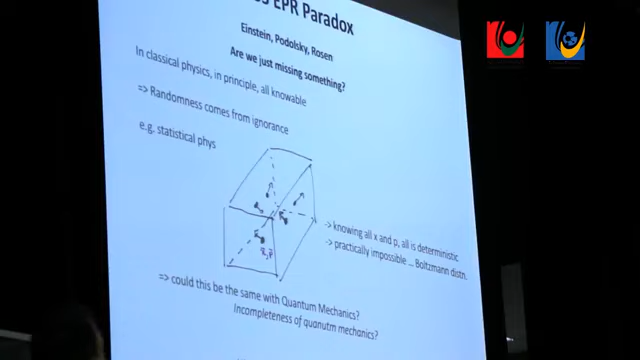 EPR Paradox
Einstein, Podolsky, Rosen
Are we just missing something?
In classical physics, in principle, all knowable
=> Randomness comes from ignorance
e.g. statistical phys
-> knowing all x and p, all is deterministic
-> practically impossible ... Boltzmann distn.
=> could this be the same with Quantum Mechanics?
Incompleteness of qaunutm mechanics?